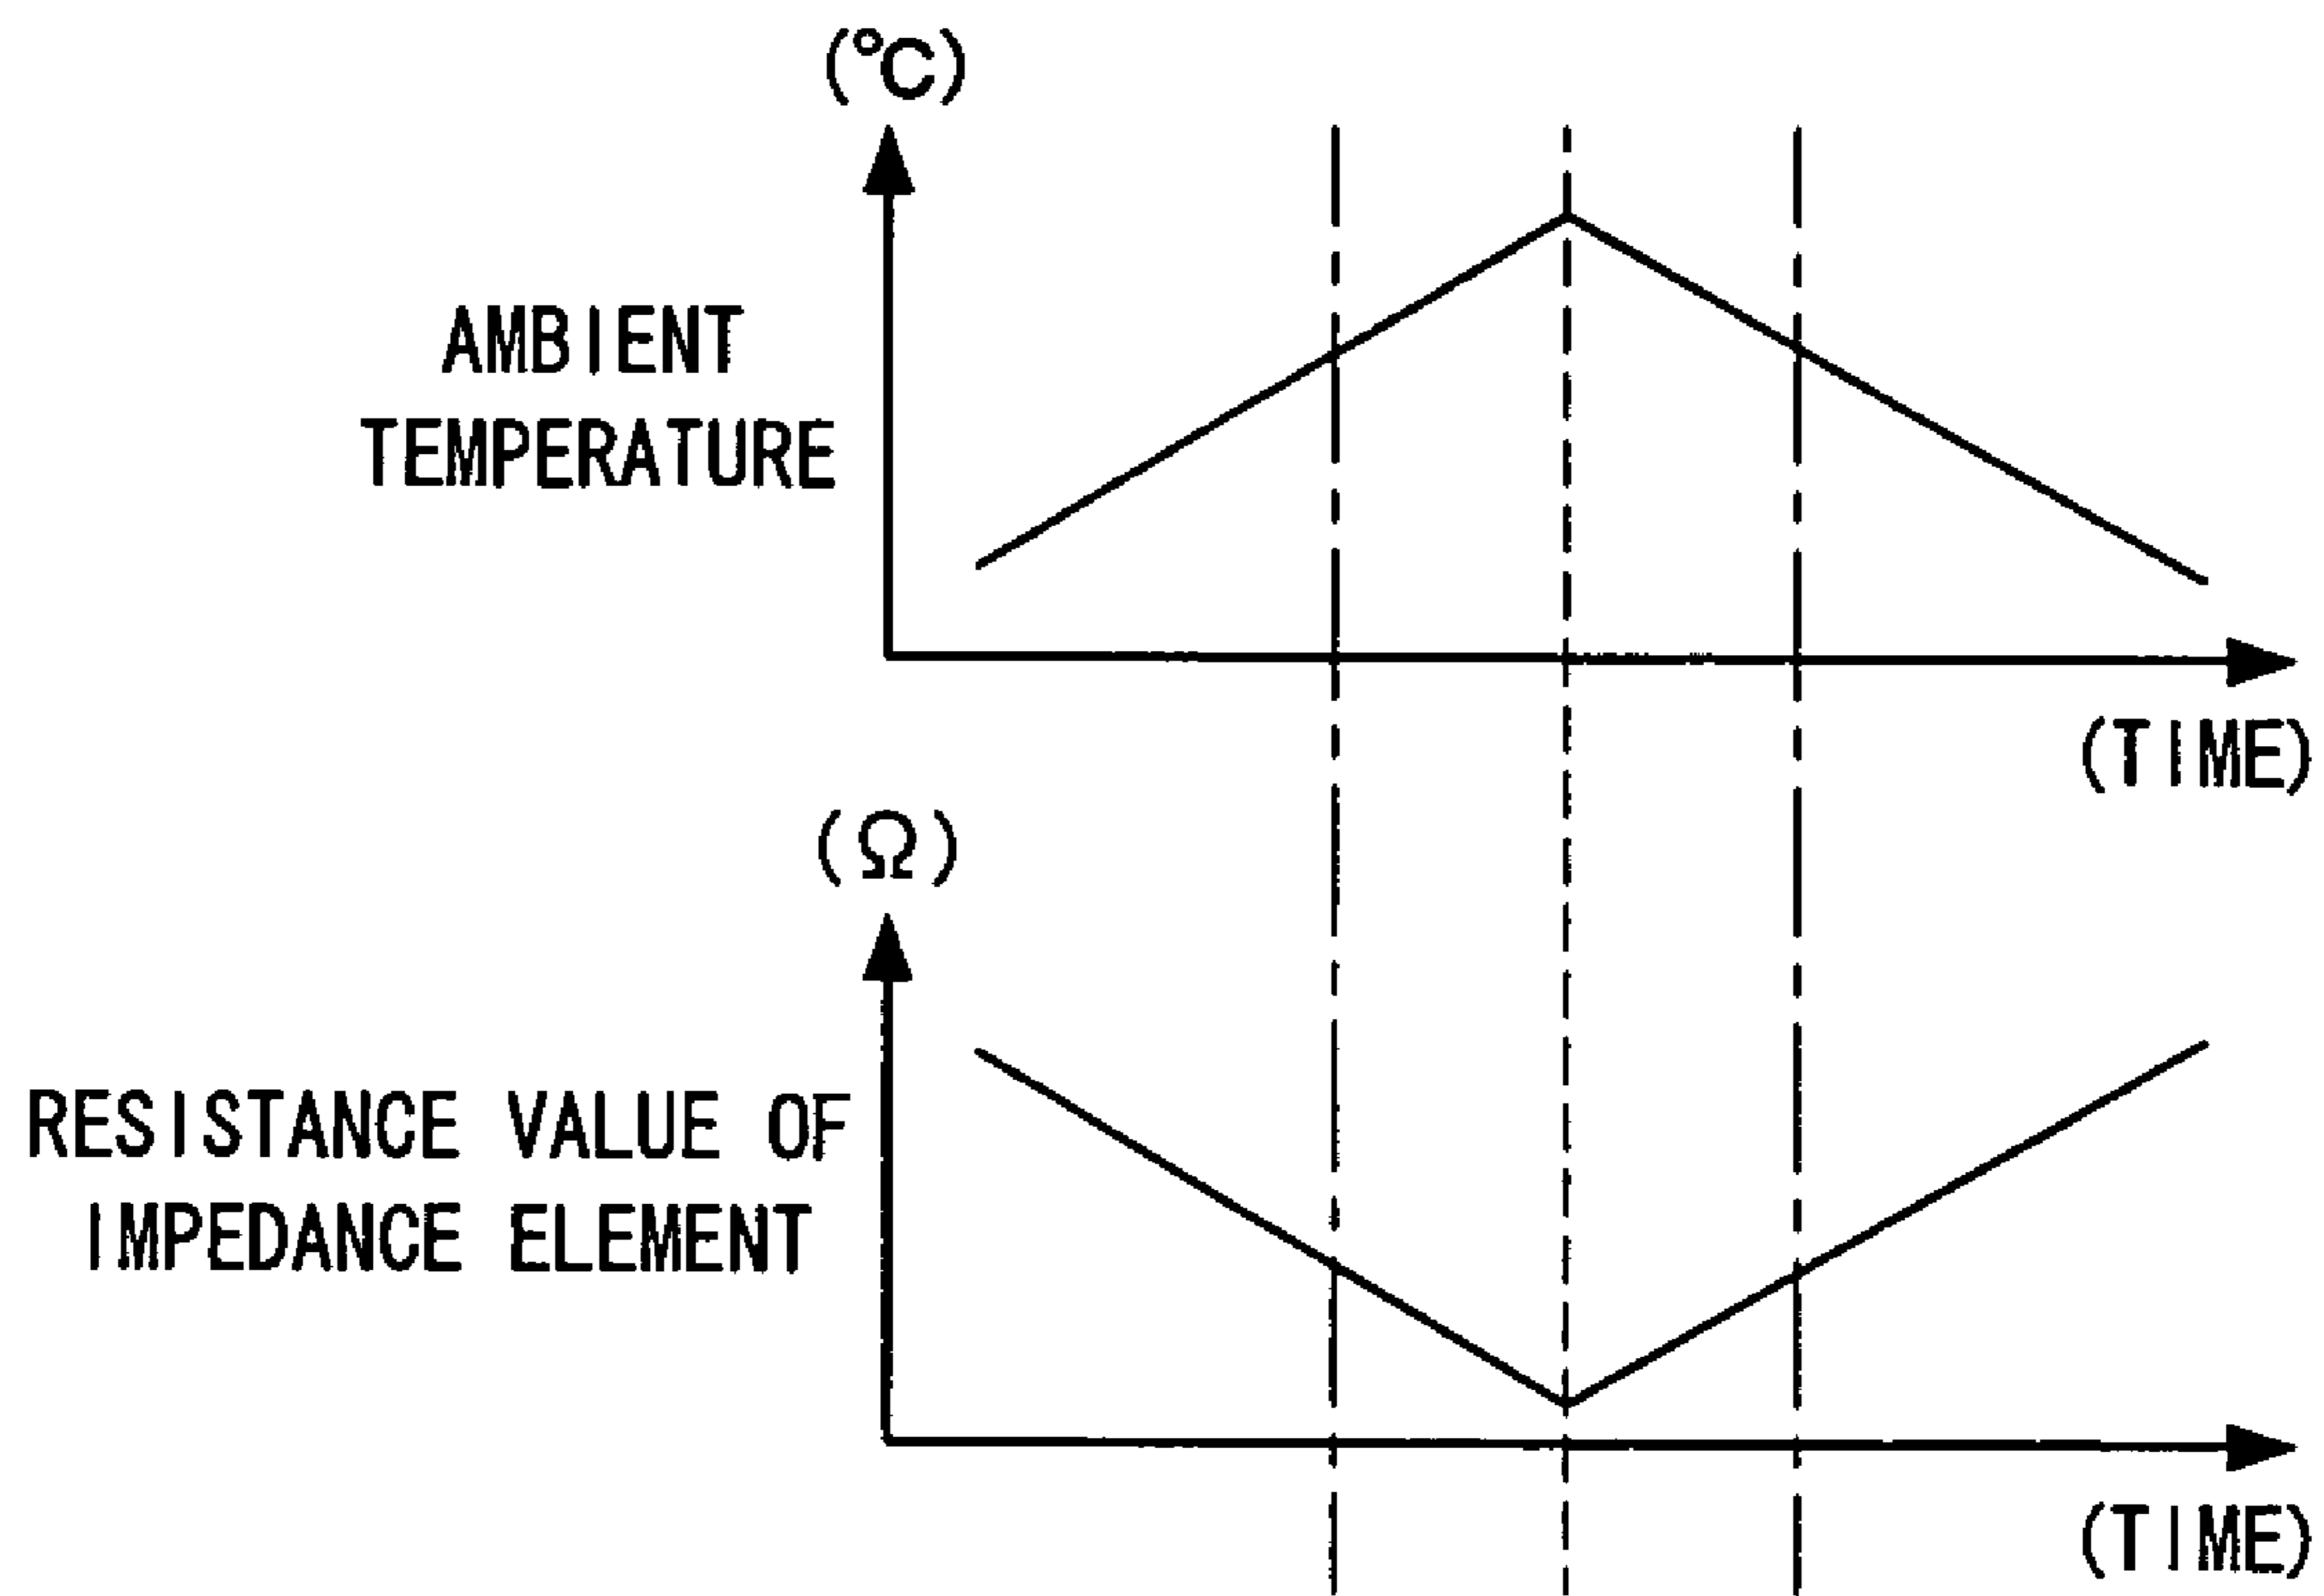 (℃)
AMBIENT
TEMPERATURE
(TIME)
(Ω)
RESISTANCE VALUE OF
IMPEDANCE ELEMENT
(TIME)